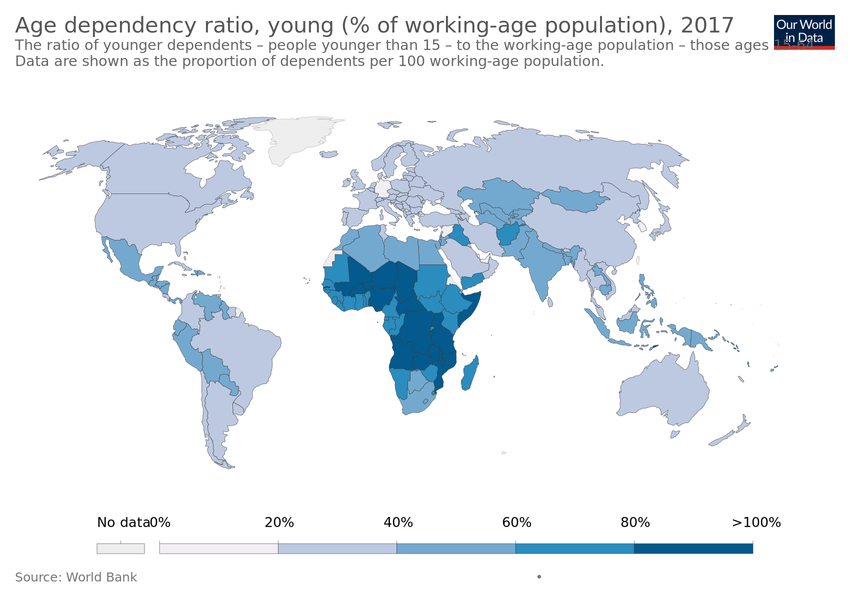 Age dependency ratio, young (% of working-age population), 2017
Our World
in Data
The ratio of younger dependents – people younger than 15 – to the working-age population – those ages
Data are shown as the proportion of dependents per 100 working-age population.
No data
0%
20%
40%
60%
80%
>100%
Source: World Bank